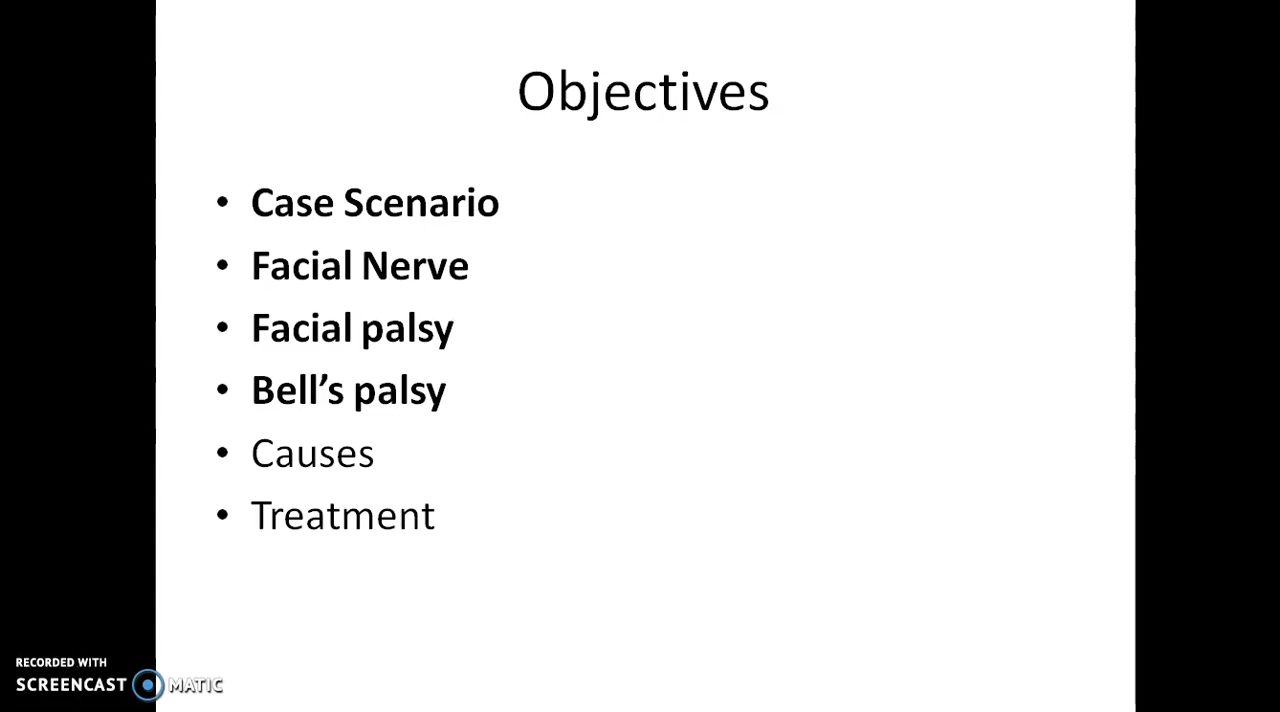 Objectives
• Case Scenario
• Facial Nerve
• Facial palsy
• Bell’s palsy
• Causes
• Treatment
RECORDED WITH
SCREENCAST MATIC